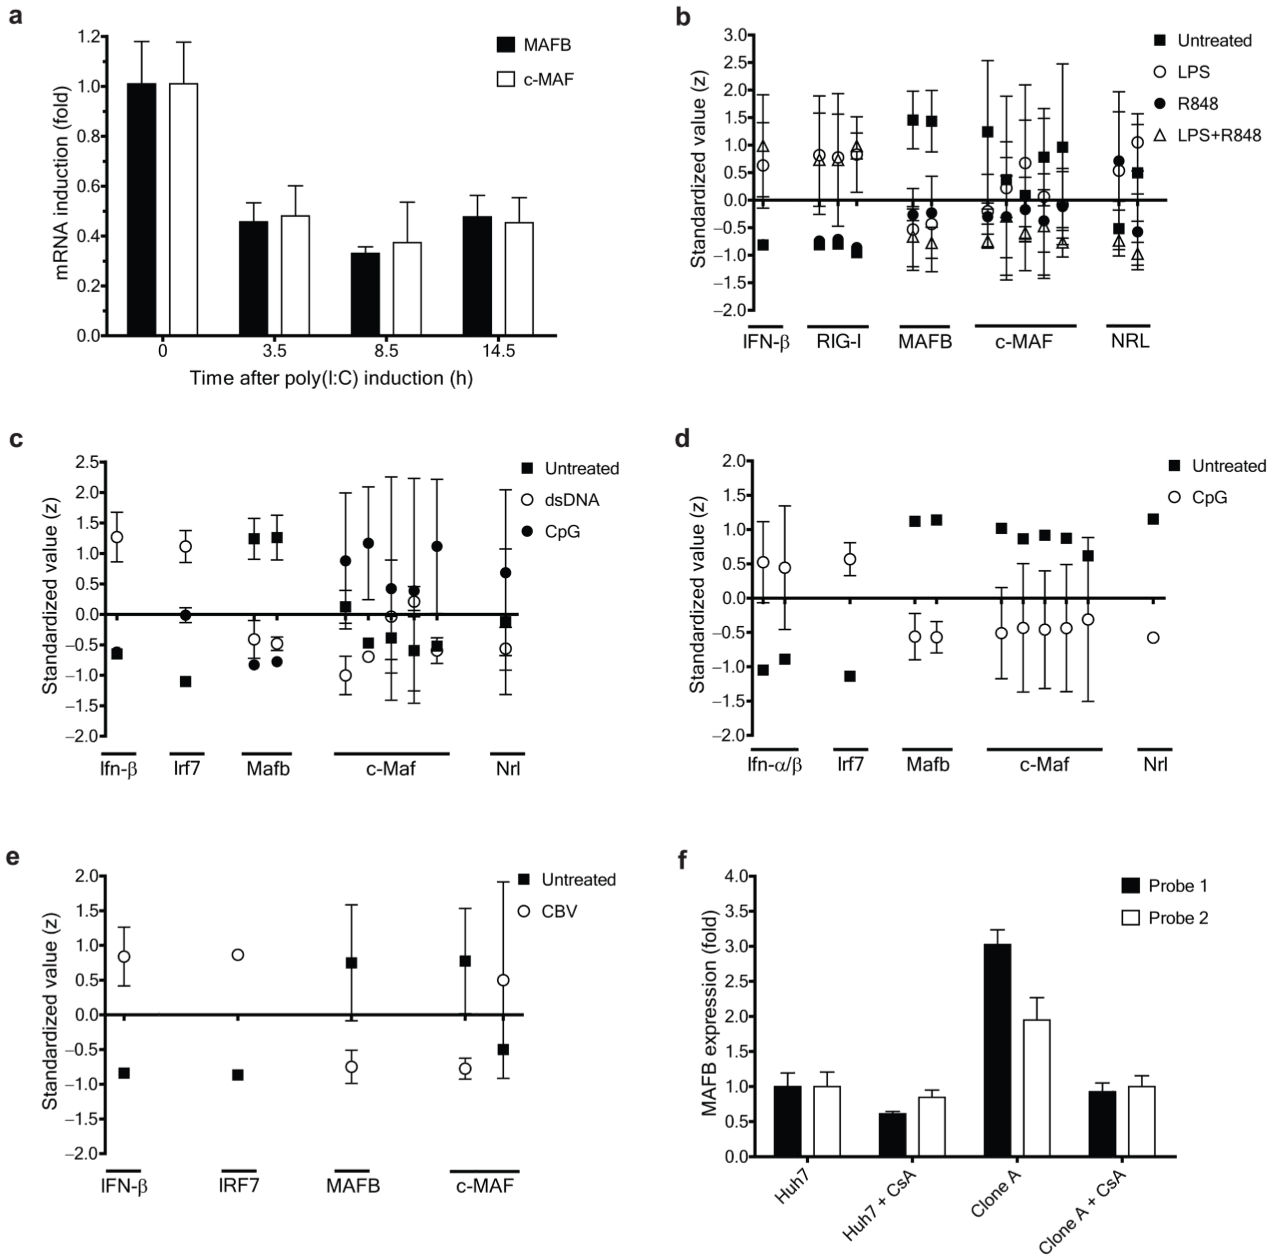 a
1.2
1.0
0.8
0.6
0.4
0.2
0.0
mRNA induction (fold)
MAFB
c-MAF
0
3.5
8.5
14.5
Time after poly(I:C) induction (h)
b
3.0
2.5
2.0
1.5
1.0
0.5
0.0
−0.5
−1.0
−1.5
−2.0
Standardized value (z)
Untreated
LPS
R848
LPS+R848
IFN-β
RIG-I
MAFB
c-MAF
NRL
c
2.5
2.0
1.5
1.0
0.5
0.0
−0.5
−1.0
−1.5
−2.0
Standardized value (z)
Untreated
dsDNA
CpG
Ifn-β
Irf7
Mafb
c-Maf
Nrl
d
2.0
1.5
1.0
0.5
0.0
−0.5
−1.0
−1.5
−2.0
Standardized value (z)
Untreated
CpG
Ifn-α/β
Irf7
Mafb
c-Maf
Nrl
e
2.0
1.5
1.0
0.5
0.0
−0.5
−1.0
−1.5
−2.0
Standardized value (z)
Untreated
CBV
IFN-β
IRF7
MAFB
c-MAF
f
4.0
3.5
3.0
2.5
2.0
1.5
1.0
0.5
0.0
MAFB expression (fold)
Probe 1
Probe 2
Huh7
Huh7 + CsA
Clone A
Clone A + CsA